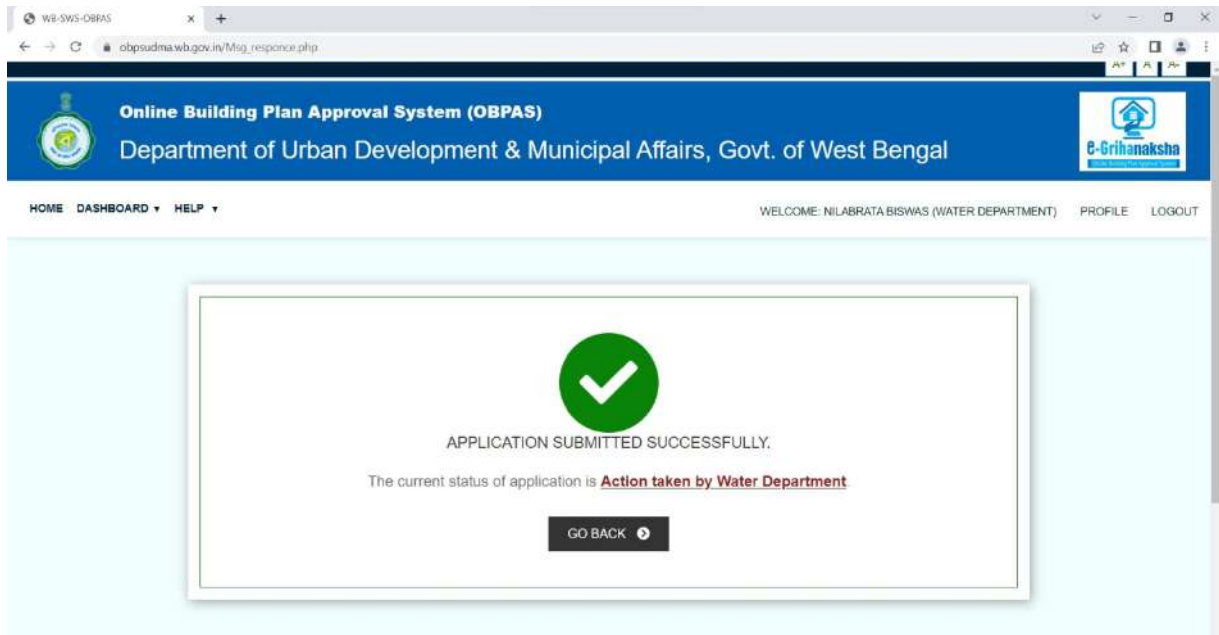 WB-SWS-OBPAS
obpsudma.wb.gov.in/Msg_responce.php
A+ A A-
Online Building Plan Approval System (OBPAS)
Department of Urban Development & Municipal Affairs, Govt. of West Bengal
e-Grihanaksha
HOME DASHBOARD HELP WELCOME: NILABRATA BISWAS (WATER DEPARTMENT) PROFILE LOGOUT
APPLICATION SUBMITTED SUCCESSFULLY.
The current status of application is Action taken by Water Department.
GO BACK